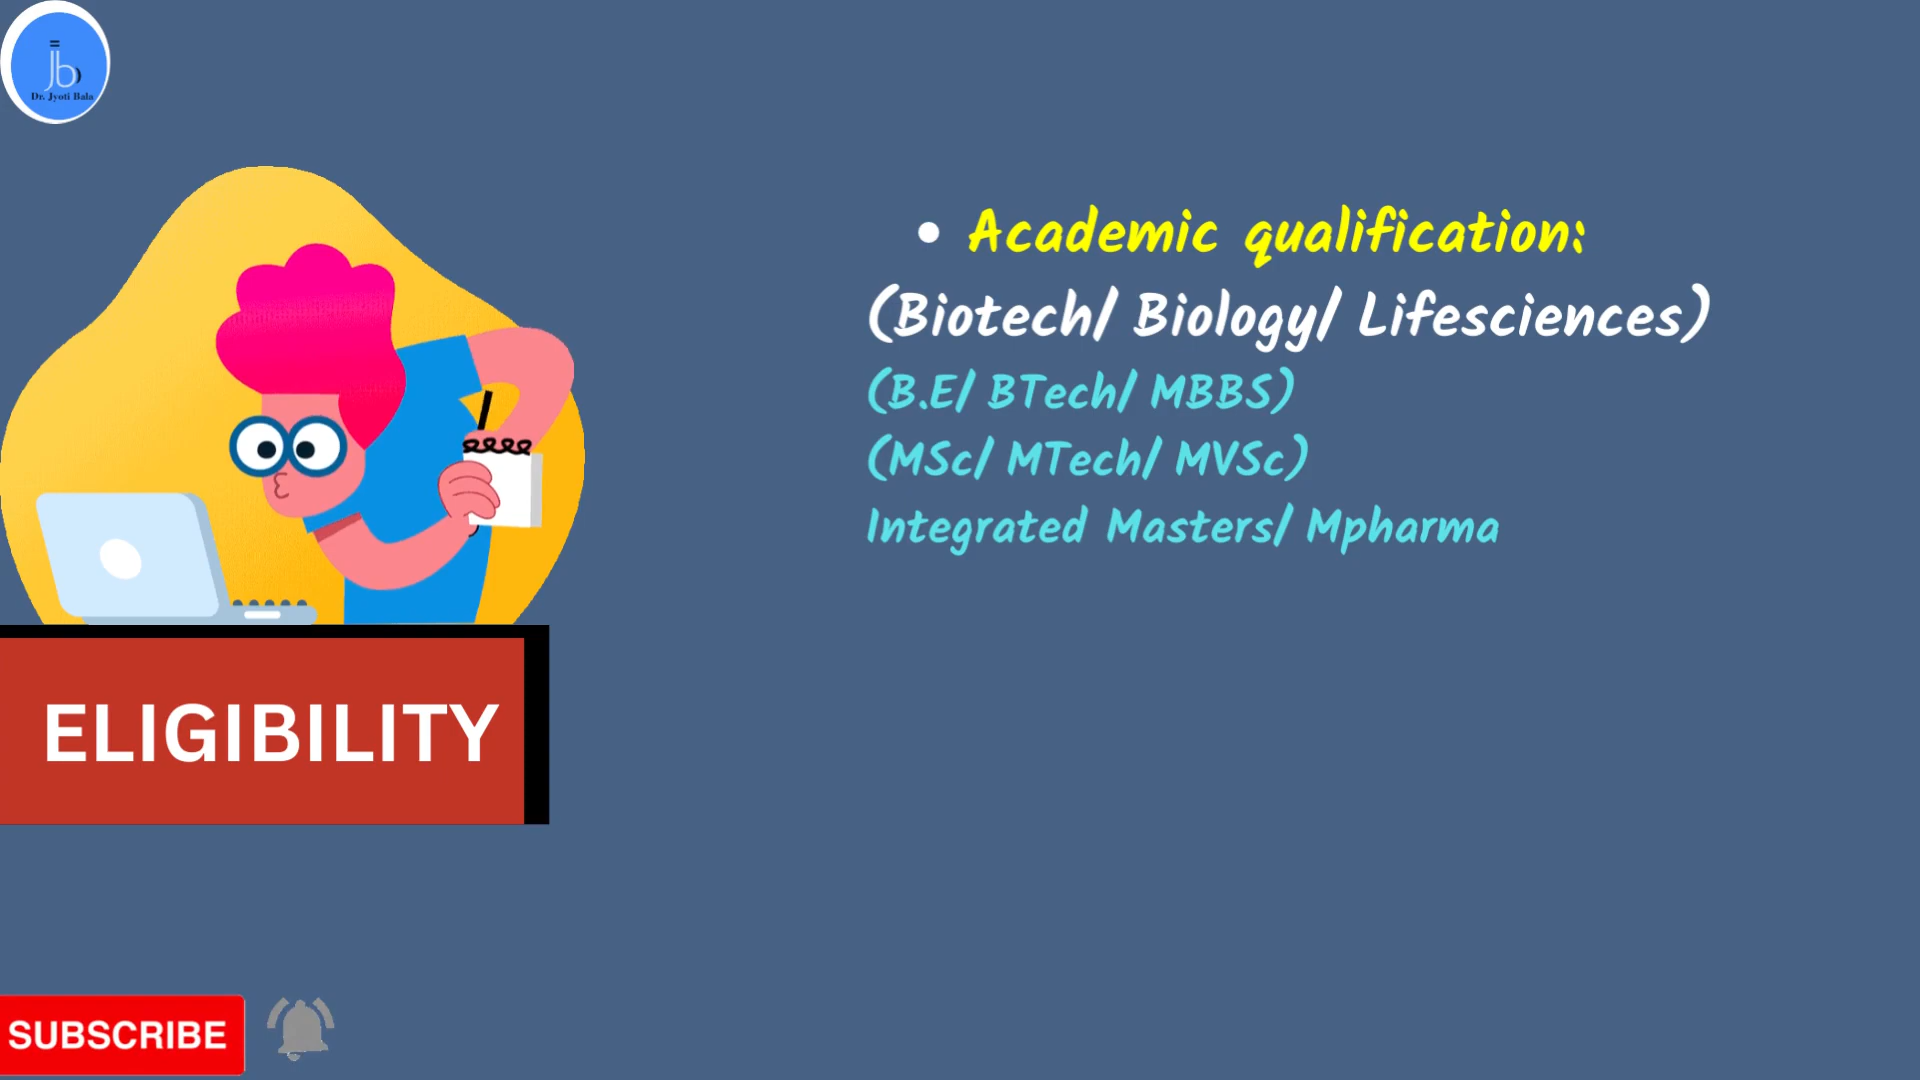 Dr. Jyoti Bala
• Academic qualification:
(Biotech/ Biology/ Lifesciences)
(B.E/ BTech/ MBBS)
(MSc/ MTech/ MVSc)
Integrated Masters/ Mpharma
ELIGIBILITY
SUBSCRIBE